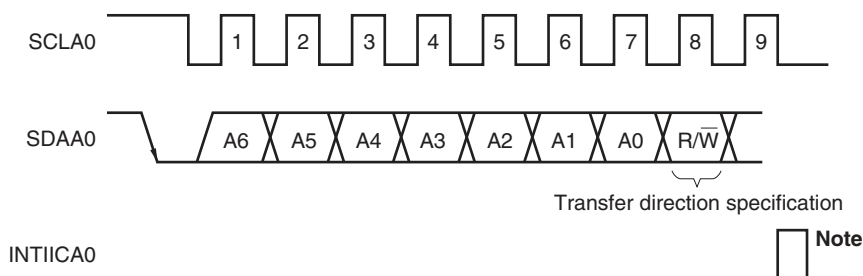 SCLA0 1 2 3 4 5 6 7 8 9
SDAA0 A6 A5 A4 A3 A2 A1 A0 R/W̅
Transfer direction specification
INTIICA0 Note